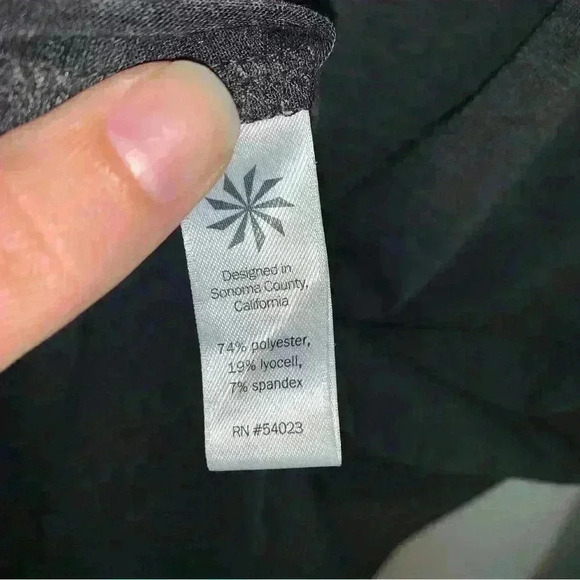 Designed in
Sonoma County,
California
74% polyester,
19% lyocell,
7% spandex
RN #54023